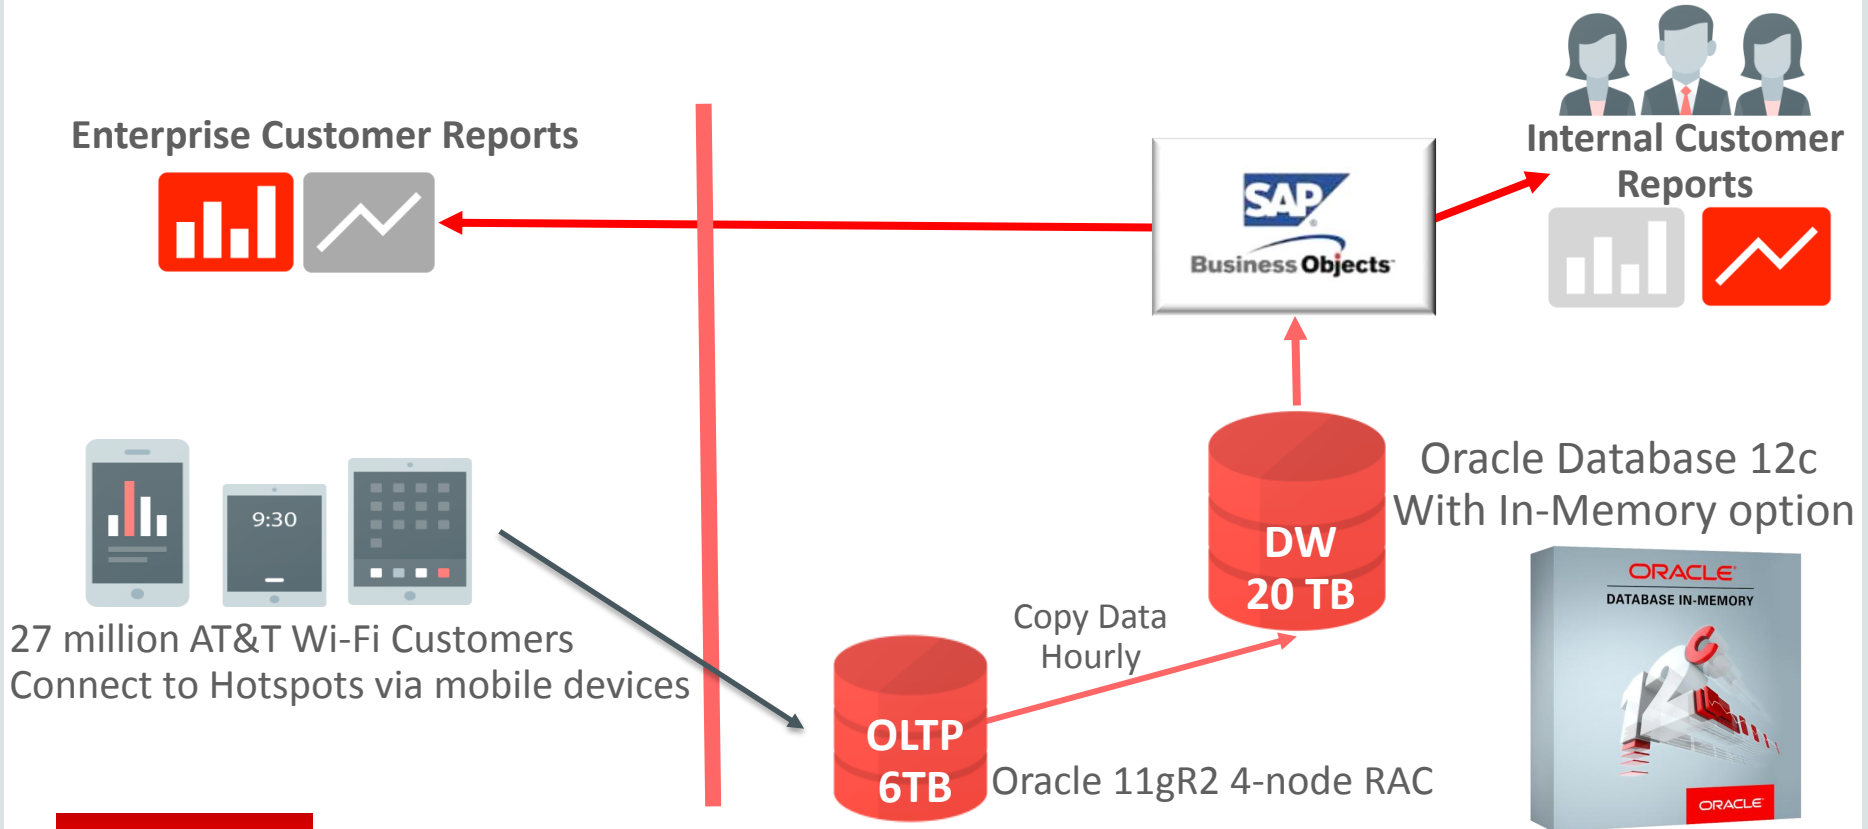 Enterprise Customer Reports
SAP
®
Business Objects™
Internal Customer
Reports
9:30
27 million AT&T Wi-Fi Customers
Connect to Hotspots via mobile devices
OLTP
6TB
Oracle 11gR2 4-node RAC
Copy Data
Hourly
DW
20 TB
Oracle Database 12c
With In-Memory option
ORACLE®
DATABASE IN-MEMORY
12C
ORACLE®